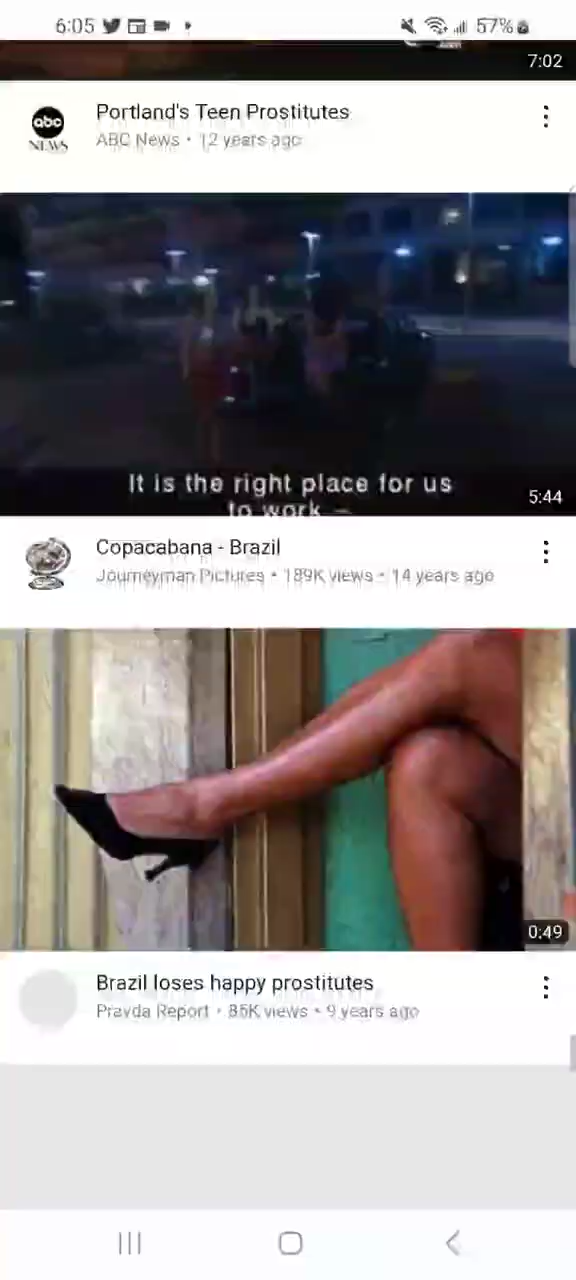 6:05
57%
7:02
Portland's Teen Prostitutes
abc
NEWS
ABC News • 12 years ago
It is the right place for us
to work
5:44
Copacabana - Brazil
Journeyman Pictures • 189K views • 14 years ago
0:49
Brazil loses happy prostitutes
Pravda Report • 85K views • 9 years ago